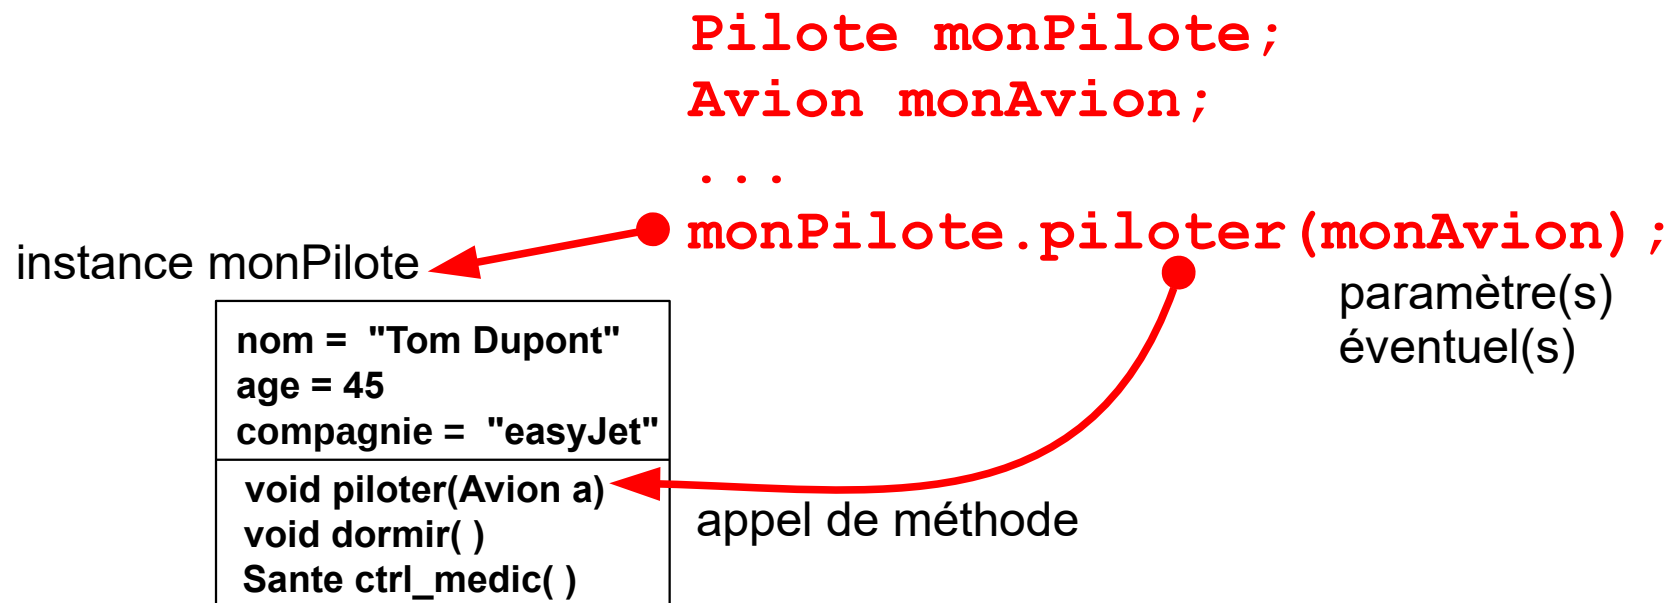 Pilote monPilote;
Avion monAvion;
...
monPilote.piloter(monAvion);
instance monPilote
paramètre(s)
éventuel(s)
nom = "Tom Dupont"
age = 45
compagnie = "easyJet"
void piloter(Avion a)
appel de méthode
void dormir( )
Sante ctrl_medic( )